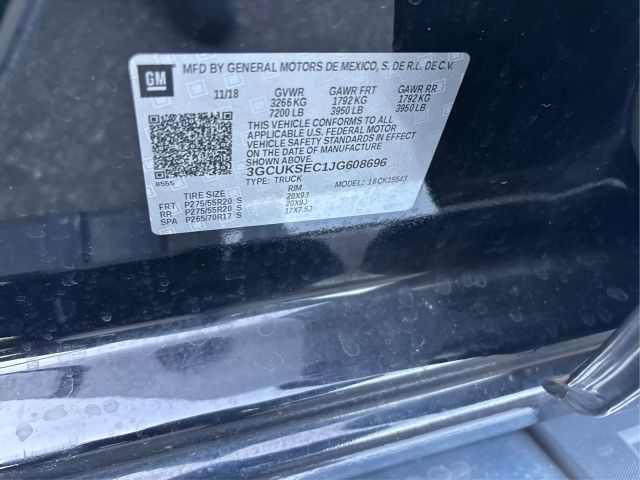 GM
MFD BY GENERAL MOTORS DE MEXICO, S. DE R.L. DE C.V.
11/18 GVWR GAWR FRT GAWR RR
3266 KG 1792 KG 1792 KG
7200 LB 3950 LB 3950 LB
THIS VEHICLE CONFORMS TO ALL
APPLICABLE U.S. FEDERAL MOTOR
VEHICLE SAFETY STANDARDS IN EFFECT
ON THE DATE OF MANUFACTURE
SHOWN ABOVE.
3GCUKSEC1JG608696
8555 TYPE: TRUCK MODEL: 16CK15543
TIRE SIZE RIM
FRT P275/55R20 S 20X9J
RR P275/55R20 S 20X9J
SPA P265/70R17 S 17X7.5J